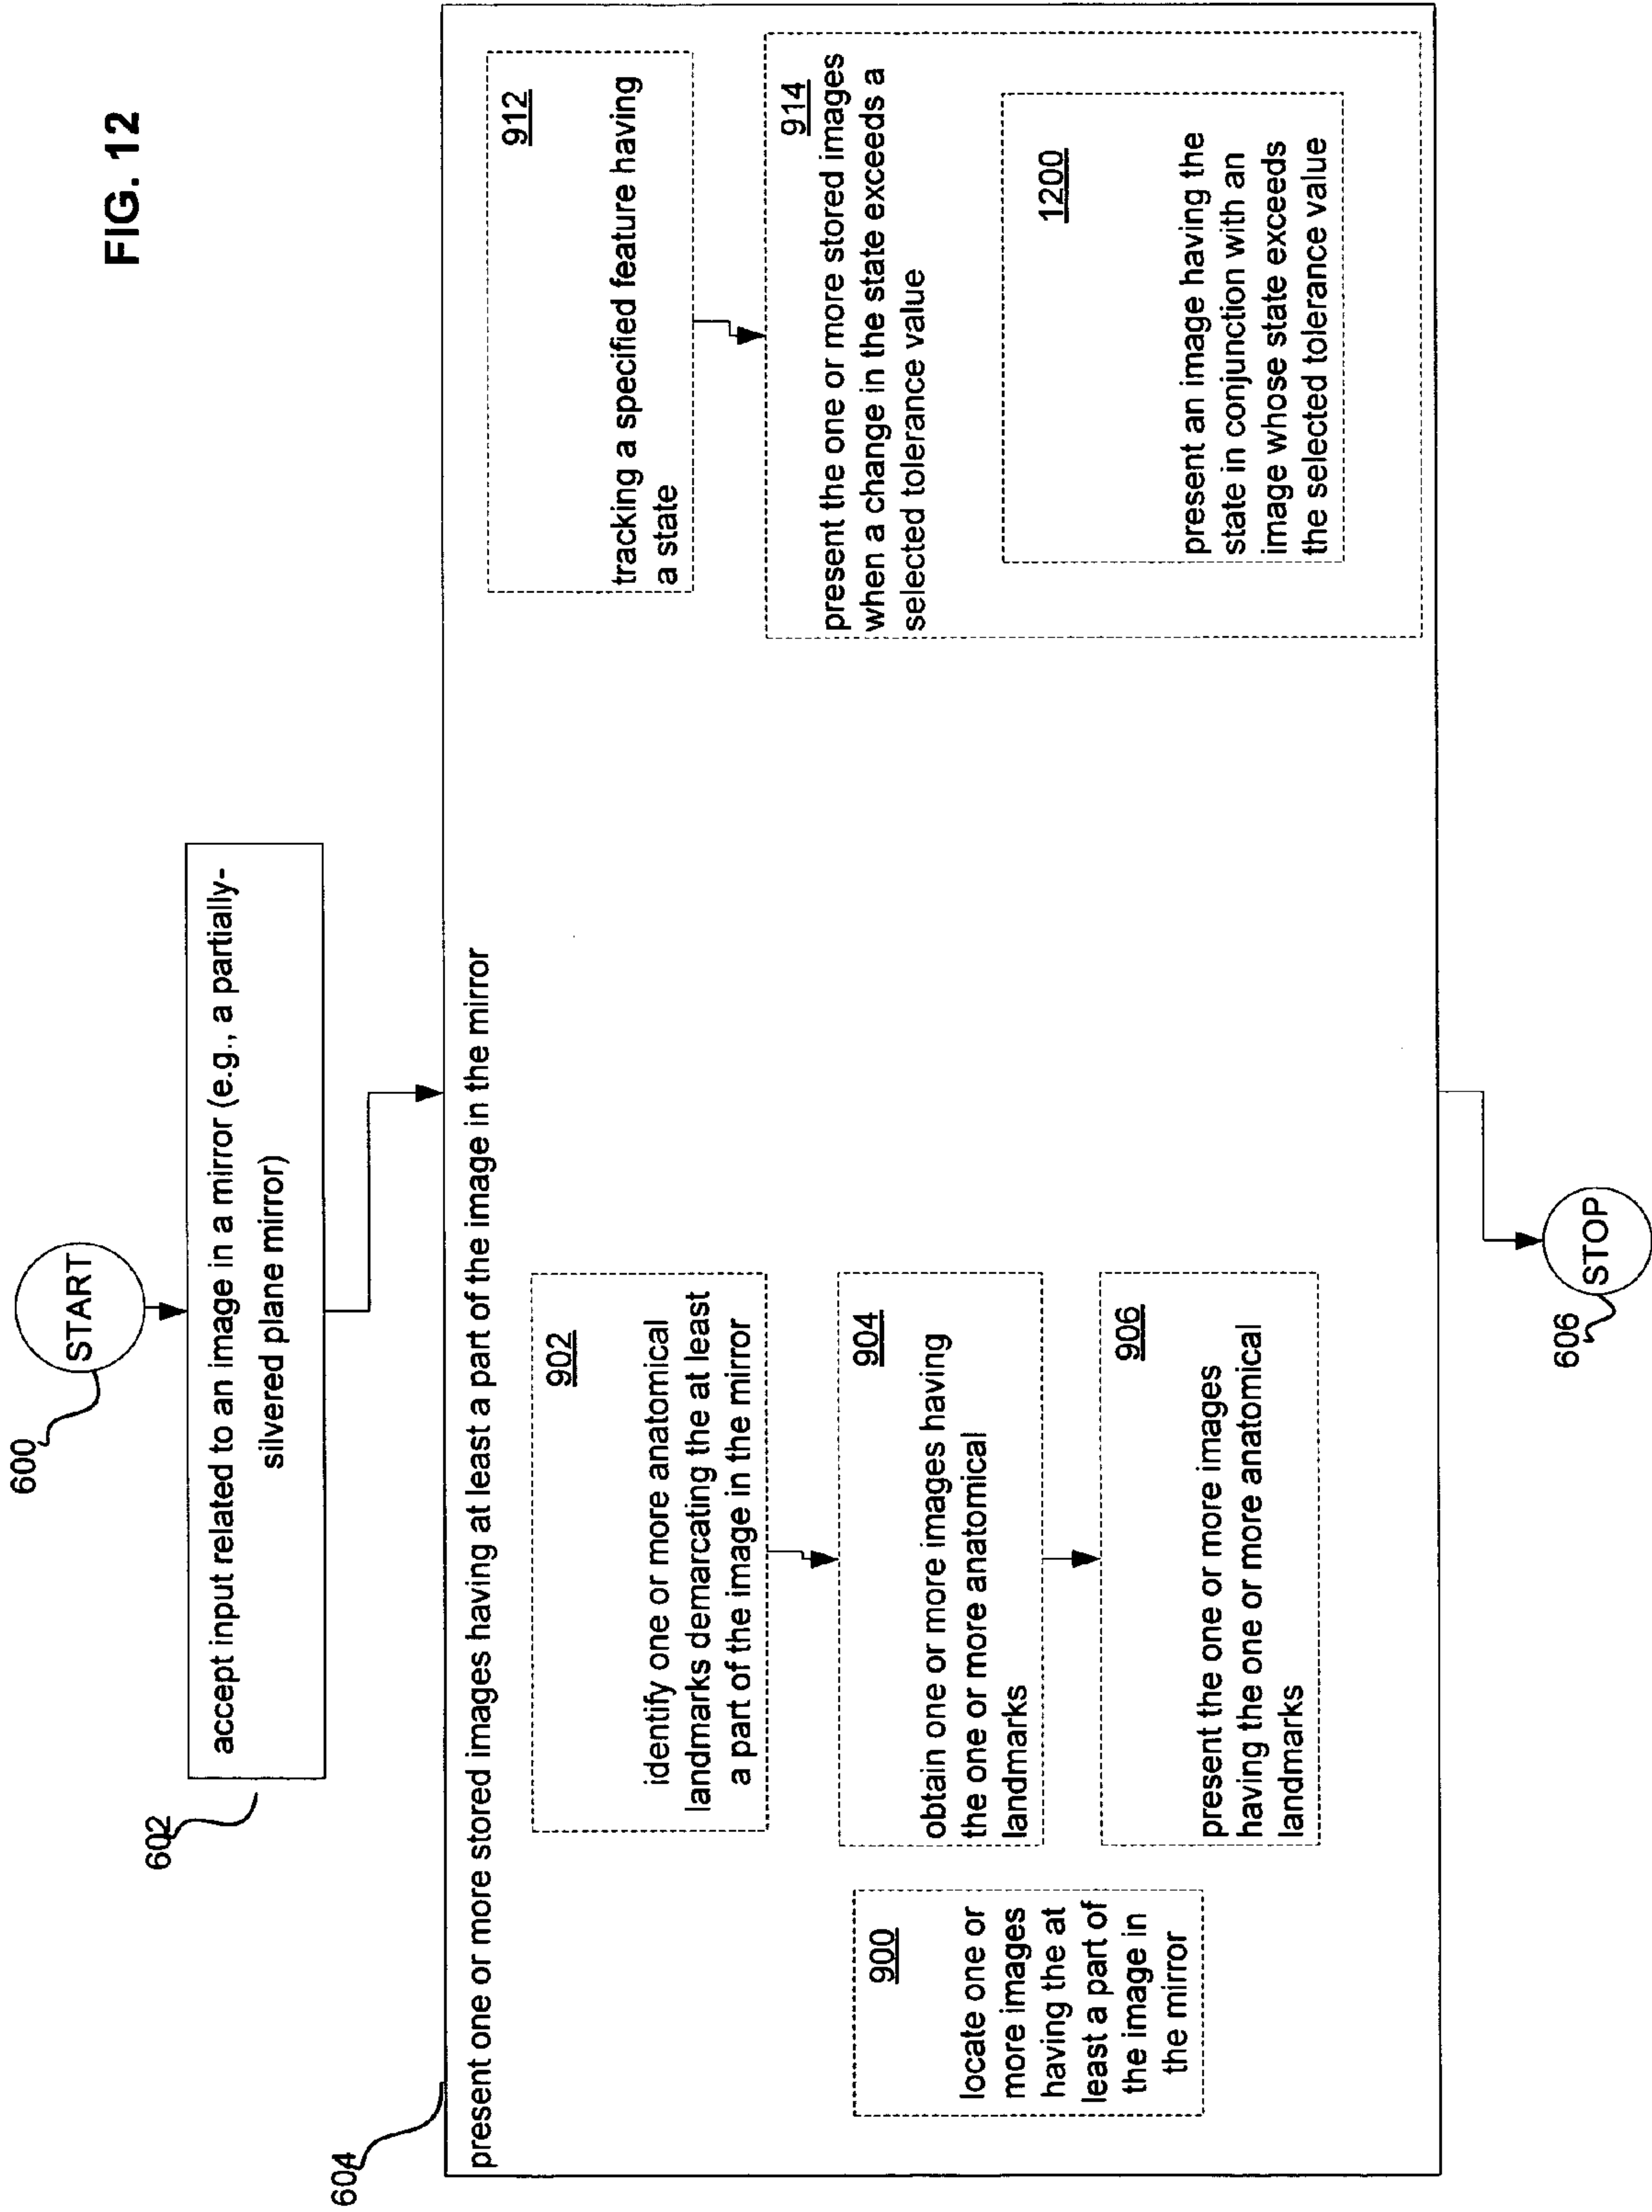 FIG. 12
600
START
602
accept input related to an image in a mirror (e.g., a partially-
silvered plane mirror)
604
present one or more stored images having at least a part of the image in the mirror
900
locate one or
more images
having the at
least a part of
the image in
the mirror
902
identify one or more anatomical
landmarks demarcating the at least
a part of the image in the mirror
904
obtain one or more images having
the one or more anatomical
landmarks
906
present the one or more images
having the one or more anatomical
landmarks
912
tracking a specified feature having
a state
914
present the one or more stored images
when a change in the state exceeds a
selected tolerance value
1200
present an image having the
state in conjunction with an
image whose state exceeds
the selected tolerance value
606
STOP